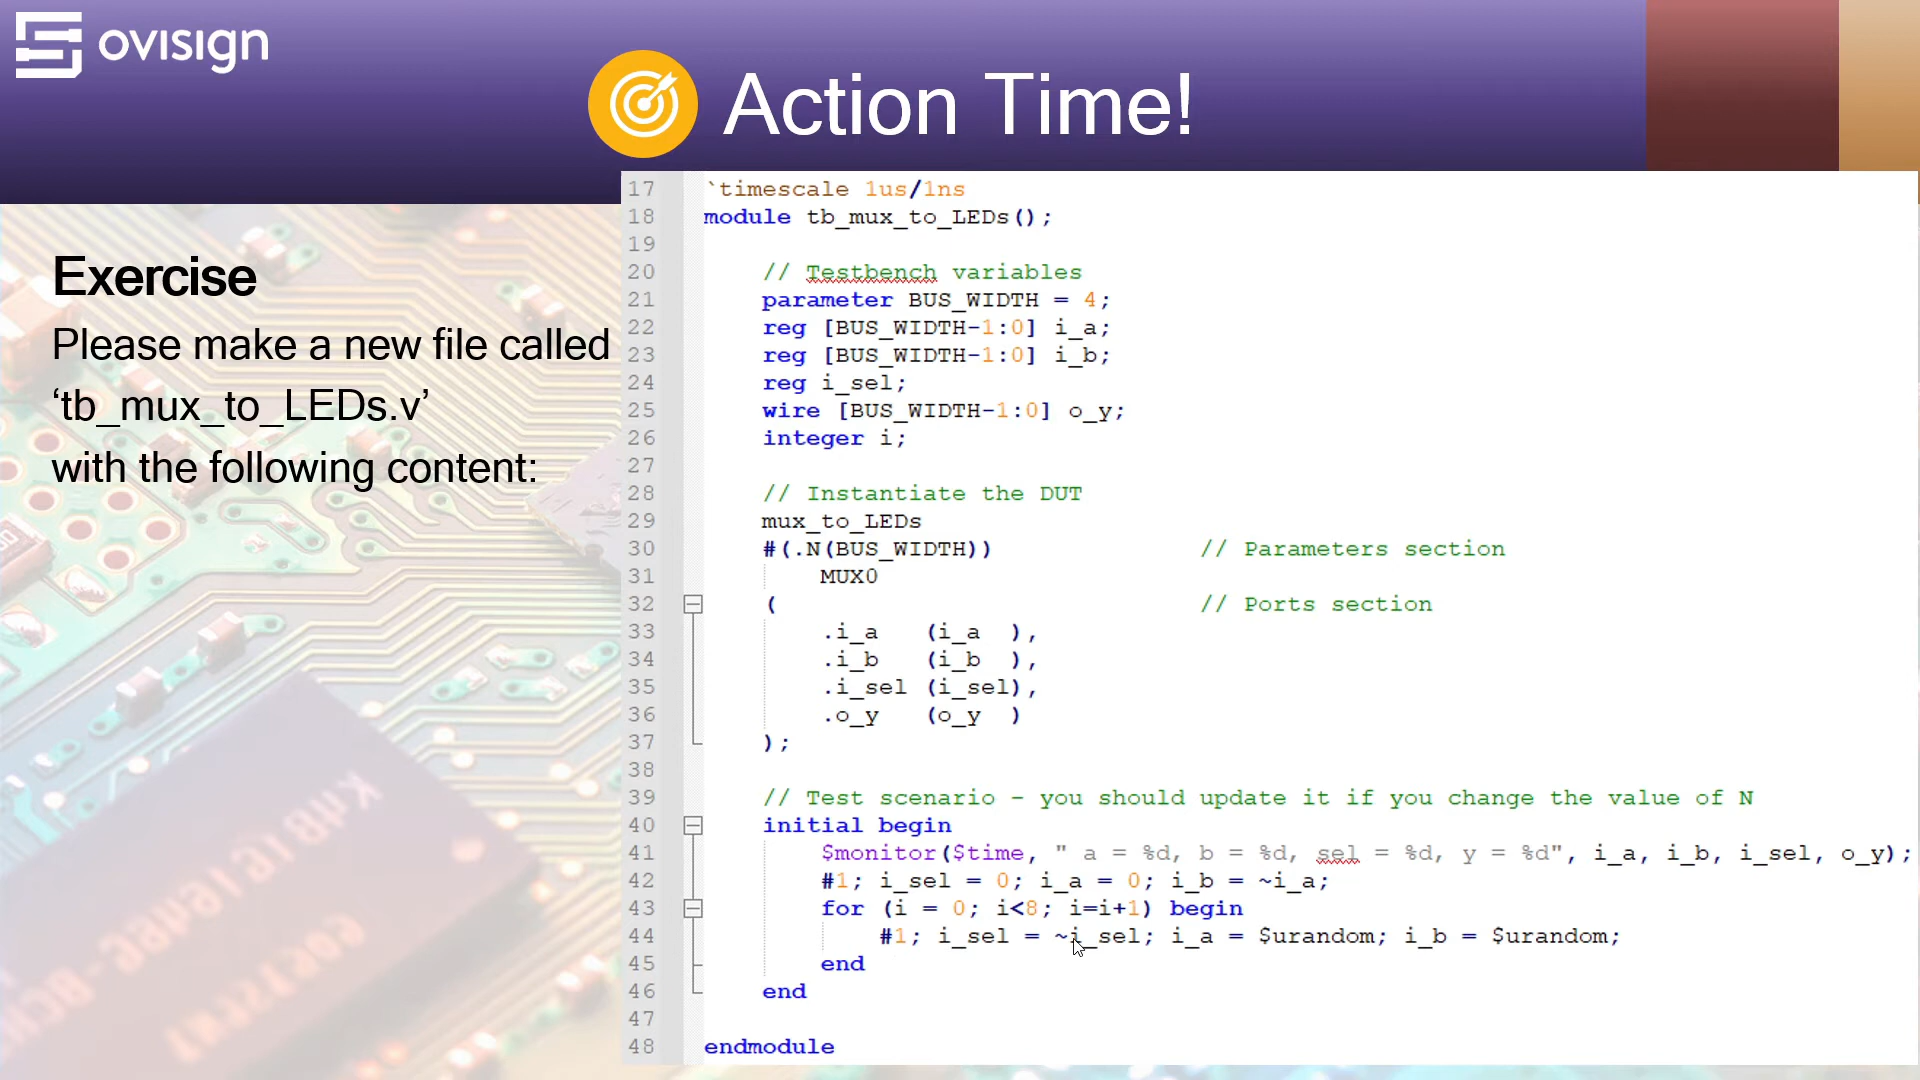 ovisign
Action Time!
Exercise
Please make a new file called
‘tb_mux_to_LEDs.v’
with the following content:
17 `timescale 1us/1ns
18 module tb_mux_to_LEDs();
19
20 // Testbench variables
21 parameter BUS_WIDTH = 4;
22 reg [BUS_WIDTH-1:0] i_a;
23 reg [BUS_WIDTH-1:0] i_b;
24 reg i_sel;
25 wire [BUS_WIDTH-1:0] o_y;
26 integer i;
27
28 // Instantiate the DUT
29 mux_to_LEDs
30 #(.N(BUS_WIDTH)) // Parameters section
31 MUX0
32 ( // Ports section
33 .i_a (i_a ),
34 .i_b (i_b ),
35 .i_sel (i_sel),
36 .o_y (o_y )
37 );
38
39 // Test scenario - you should update it if you change the value of N
40 initial begin
41 $monitor($time, " a = %d, b = %d, sel = %d, y = %d", i_a, i_b, i_sel, o_y);
42 #1; i_sel = 0; i_a = 0; i_b = ~i_a;
43 for (i = 0; i<8; i=i+1) begin
44 #1; i_sel = ~i_sel; i_a = $urandom; i_b = $urandom;
45 end
46 end
47
48 endmodule